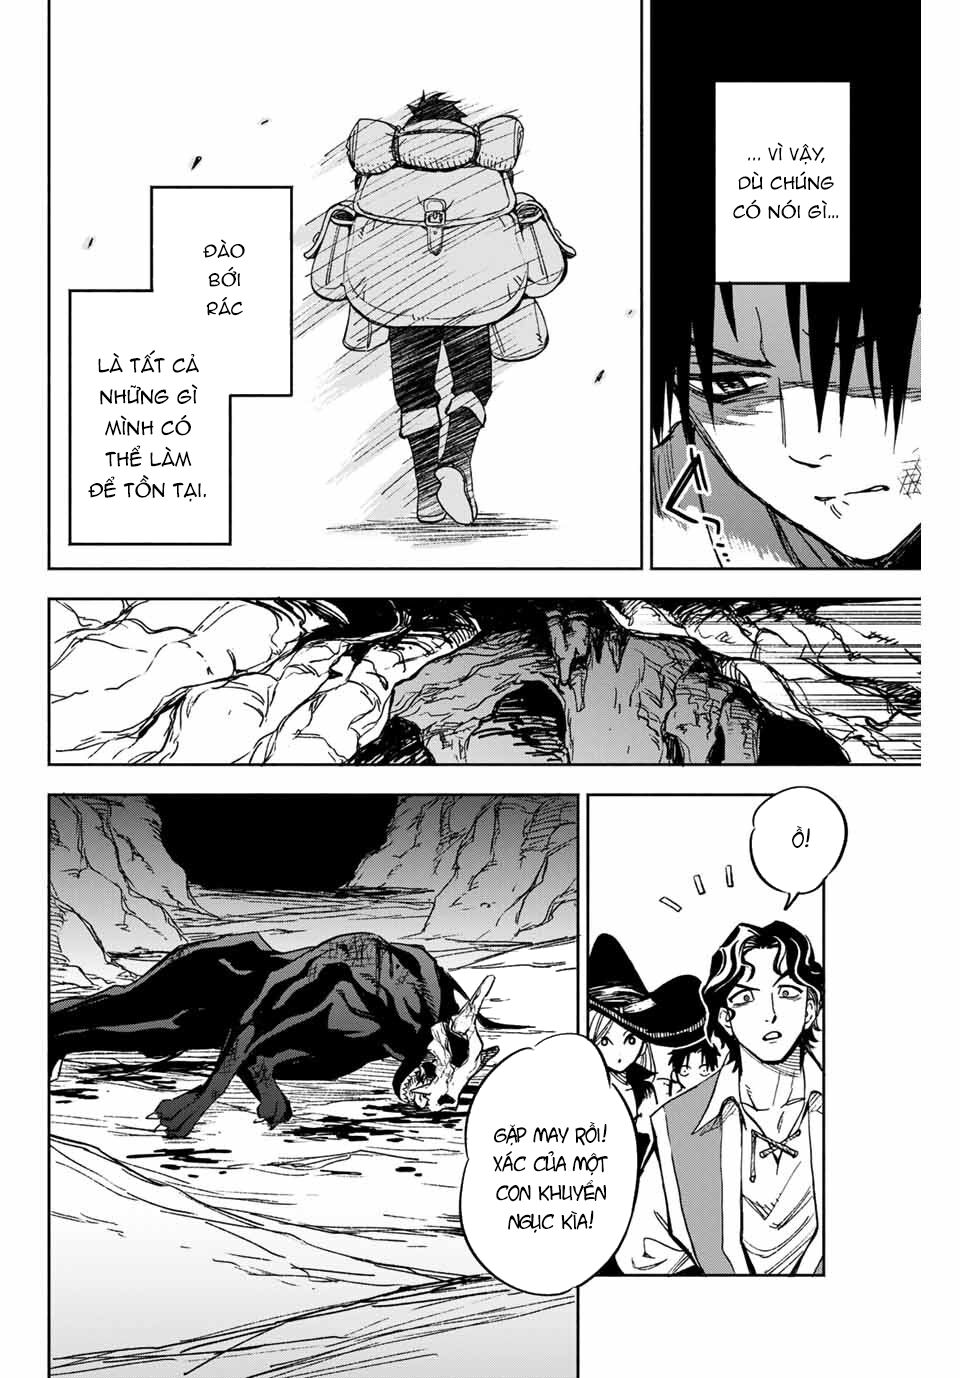 ... VÌ VẬY,
DÙ CHÚNG
CÓ NÓI GÌ...
ĐÀO
BỚI
RÁC
LÀ TẤT CẢ
NHỮNG GÌ
MÌNH CÓ
THỂ LÀM
ĐỂ TỒN TẠI.
Ồ!
GẶP MAY RỒI!
XÁC CỦA MỘT
CON KHUYỂN
NGỤC KÌA!